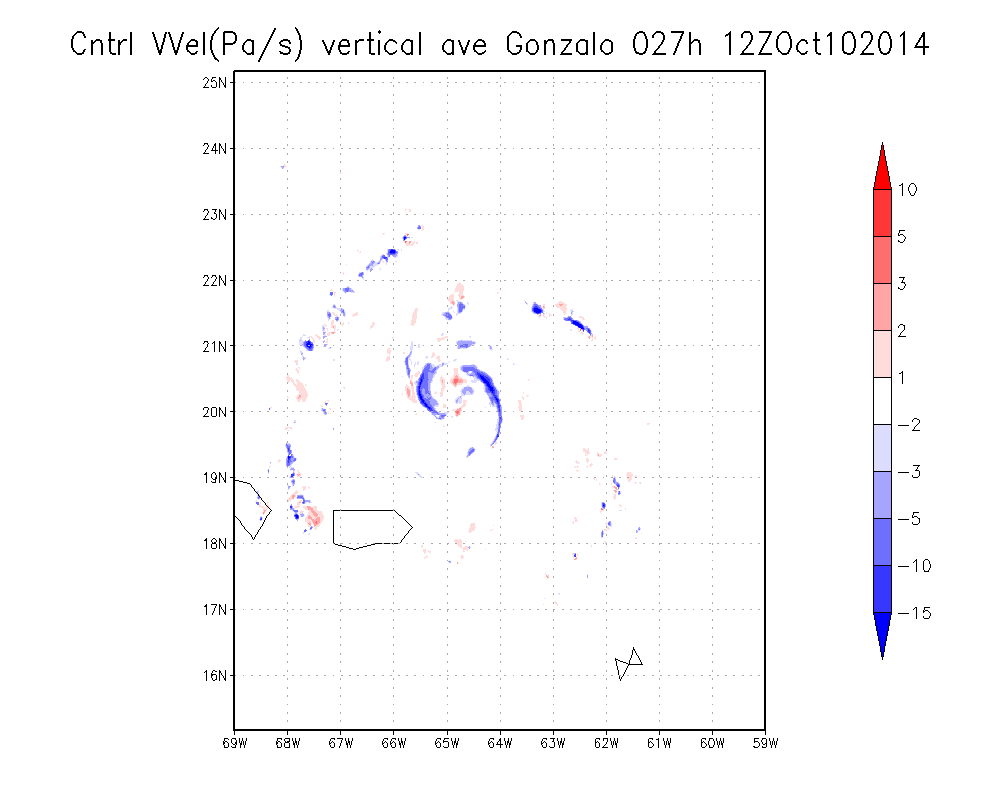 Cntrl VVel(Pa/s) vertical ave Gonzalo 027h 12ZOct102014
25N
24N
23N
22N
21N
20N
19N
18N
17N
16N
69W 68W 67W 66W 65W 64W 63W 62W 61W 60W 59W
10
5
3
2
1
−2
−3
−5
−10
−15